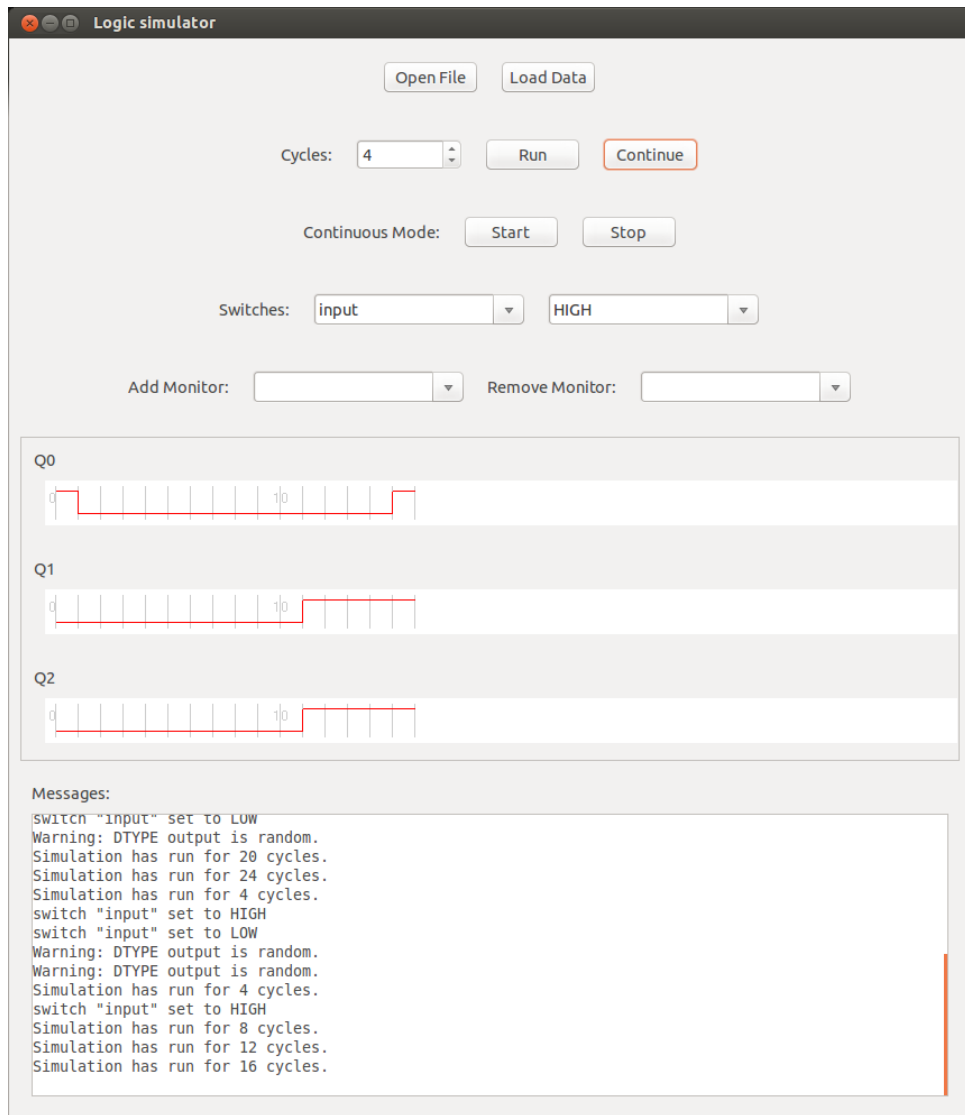 Logic simulator
Open File Load Data
Cycles: 4 Run Continue
Continuous Mode: Start Stop
Switches: input HIGH
Add Monitor: Remove Monitor:
Q0
0 10
Q1
0 10
Q2
0 10
Messages:
switch "input" set to LOW
Warning: DTYPE output is random.
Simulation has run for 20 cycles.
Simulation has run for 24 cycles.
Simulation has run for 4 cycles.
switch "input" set to HIGH
switch "input" set to LOW
Warning: DTYPE output is random.
Warning: DTYPE output is random.
Simulation has run for 4 cycles.
switch "input" set to HIGH
Simulation has run for 8 cycles.
Simulation has run for 12 cycles.
Simulation has run for 16 cycles.